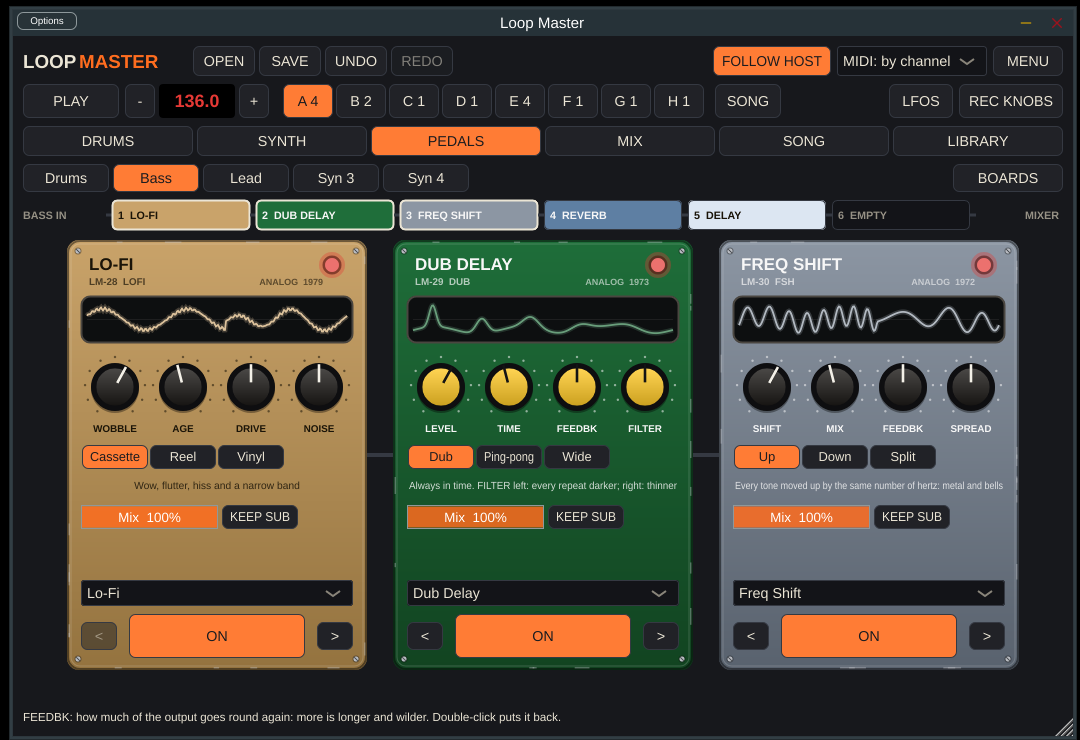 Options
Loop Master
LOOPMASTER OPEN SAVE UNDO REDO FOLLOW HOST MIDI: by channel MENU
PLAY - 136.0 + A 4 B 2 C 1 D 1 E 4 F 1 G 1 H 1 SONG LFOS REC KNOBS
DRUMS SYNTH PEDALS MIX SONG LIBRARY
Drums Bass Lead Syn 3 Syn 4 BOARDS
BASS IN 1 LO-FI 2 DUB DELAY 3 FREQ SHIFT 4 REVERB 5 DELAY 6 EMPTY MIXER
LO-FI
LM-28 LOFI ANALOG 1979
WOBBLE AGE DRIVE NOISE
Cassette Reel Vinyl
Wow, flutter, hiss and a narrow band
Mix 100% KEEP SUB
Lo-Fi
< ON >
DUB DELAY
LM-29 DUB ANALOG 1973
LEVEL TIME FEEDBK FILTER
Dub Ping-pong Wide
Always in time. FILTER left: every repeat darker; right: thinner
Mix 100% KEEP SUB
Dub Delay
< ON >
FREQ SHIFT
LM-30 FSH ANALOG 1972
SHIFT MIX FEEDBK SPREAD
Up Down Split
Every tone moved up by the same number of hertz: metal and bells
Mix 100% KEEP SUB
Freq Shift
< ON >
FEEDBK: how much of the output goes round again: more is longer and wilder. Double-click puts it back.